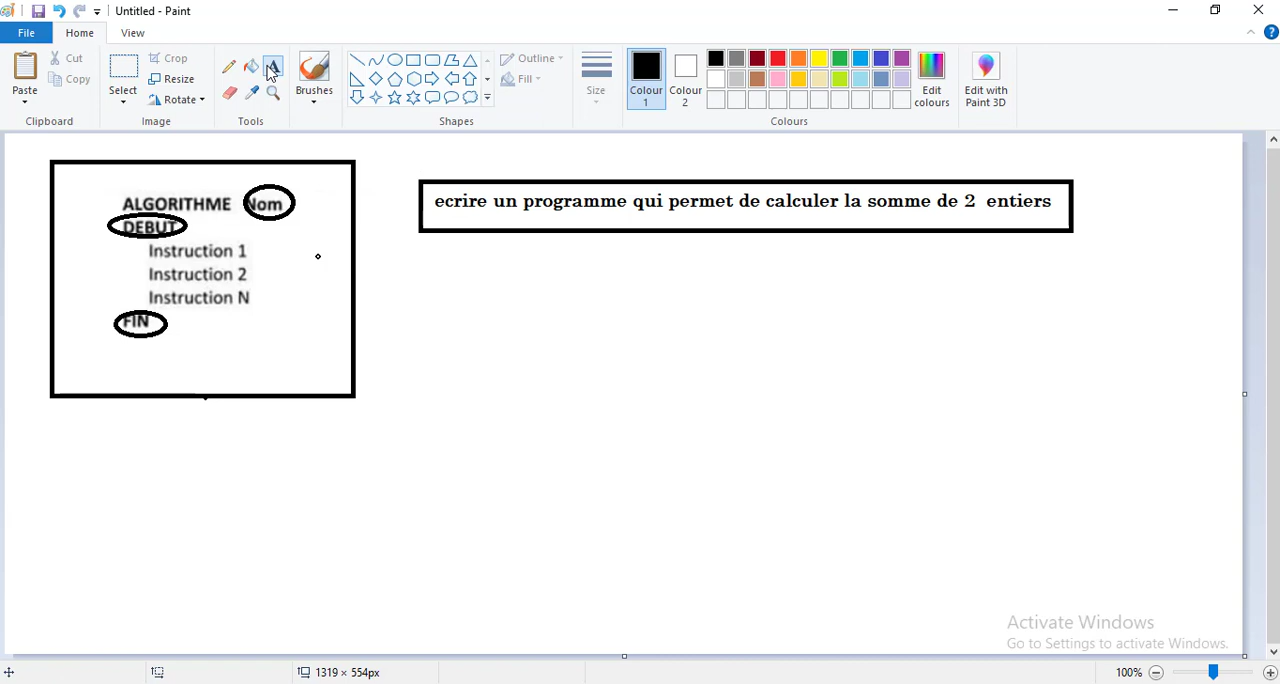 Untitled - Paint
File
Home
View
Paste
Cut
Copy
Clipboard
Select
Crop
Resize
Rotate
Image
A
Tools
Brushes
Outline
Fill
Shapes
Size
Colour 1
Colour 2
Edit colours
Colours
Edit with Paint 3D
ALGORITHME Nom
DEBUT
Instruction 1
Instruction 2
Instruction N
FIN
ecrire un programme qui permet de calculer la somme de 2 entiers
Activate Windows
Go to Settings to activate Windows.
1319 × 554px
100%